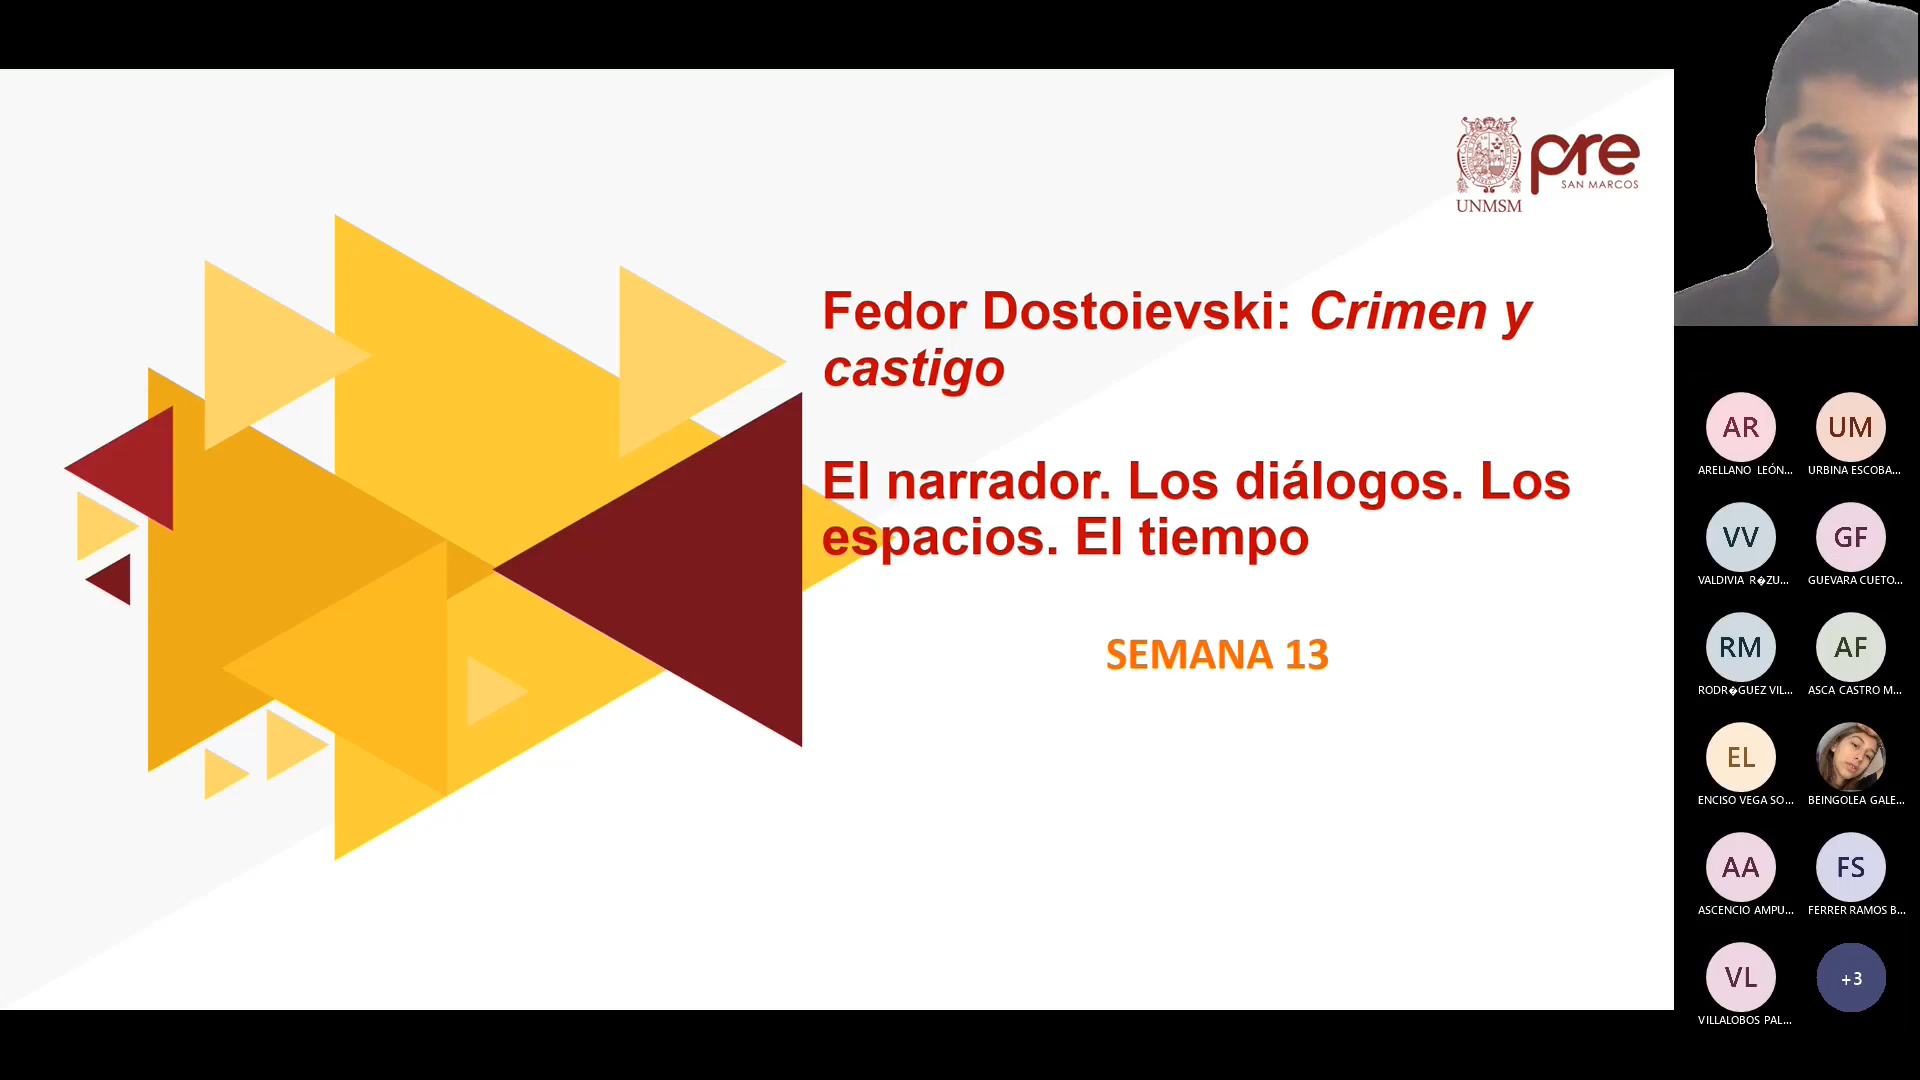 UNMSM
pre
SAN MARCOS
Fedor Dostoievski: Crimen y
castigo
El narrador. Los diálogos. Los
espacios. El tiempo
SEMANA 13
AR
UM
ARELLANO LEÓN...
URBINA ESCOBA...
VV
GF
VALDIVIA R�ZU...
GUEVARA CUETO...
RM
AF
RODR�GUEZ VIL...
ASCA CASTRO M...
EL
ENCISO VEGA SO...
BEINGOLEA GALE...
AA
FS
ASCENCIO AMPU...
FERRER RAMOS B...
VL
+3
VILLALOBOS PAL...